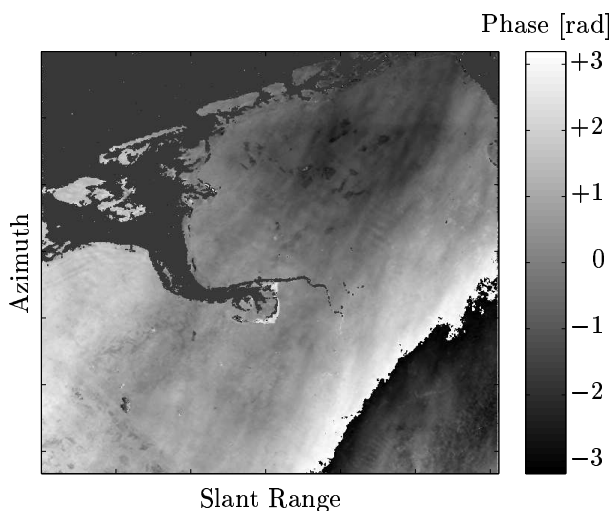 Phase [rad]
+3
+2
+1
0
−1
−2
−3
Azimuth
Slant Range